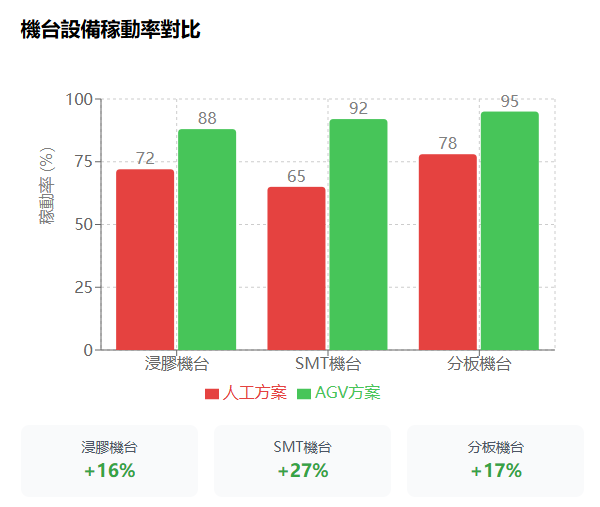 機台設備稼動率對比
稼動率 (%)
100
75
50
25
0
72
88
65
92
78
95
浸膠機台
SMT機台
分板機台
人工方案
AGV方案
浸膠機台
+16%
SMT機台
+27%
分板機台
+17%